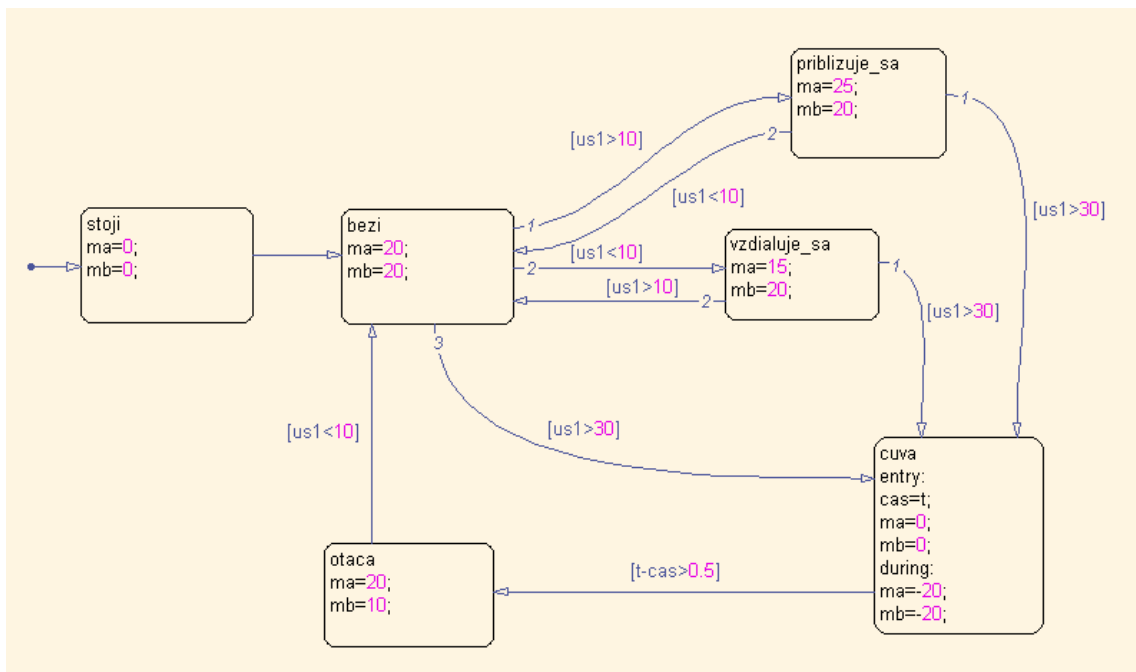 priblizuje_sa
ma=25;
mb=20;
1
2
[us1>10]
[us1<10]
[us1>30]
stoji
ma=0;
mb=0;
bezi
ma=20;
mb=20;
1
2
3
[us1<10]
[us1>10]
vzdialuje_sa
ma=15;
mb=20;
1
2
[us1>30]
[us1<10]
[us1>30]
cuva
entry:
cas=t;
ma=0;
mb=0;
during:
ma=-20;
mb=-20;
otaca
ma=20;
mb=10;
[t-cas>0.5]